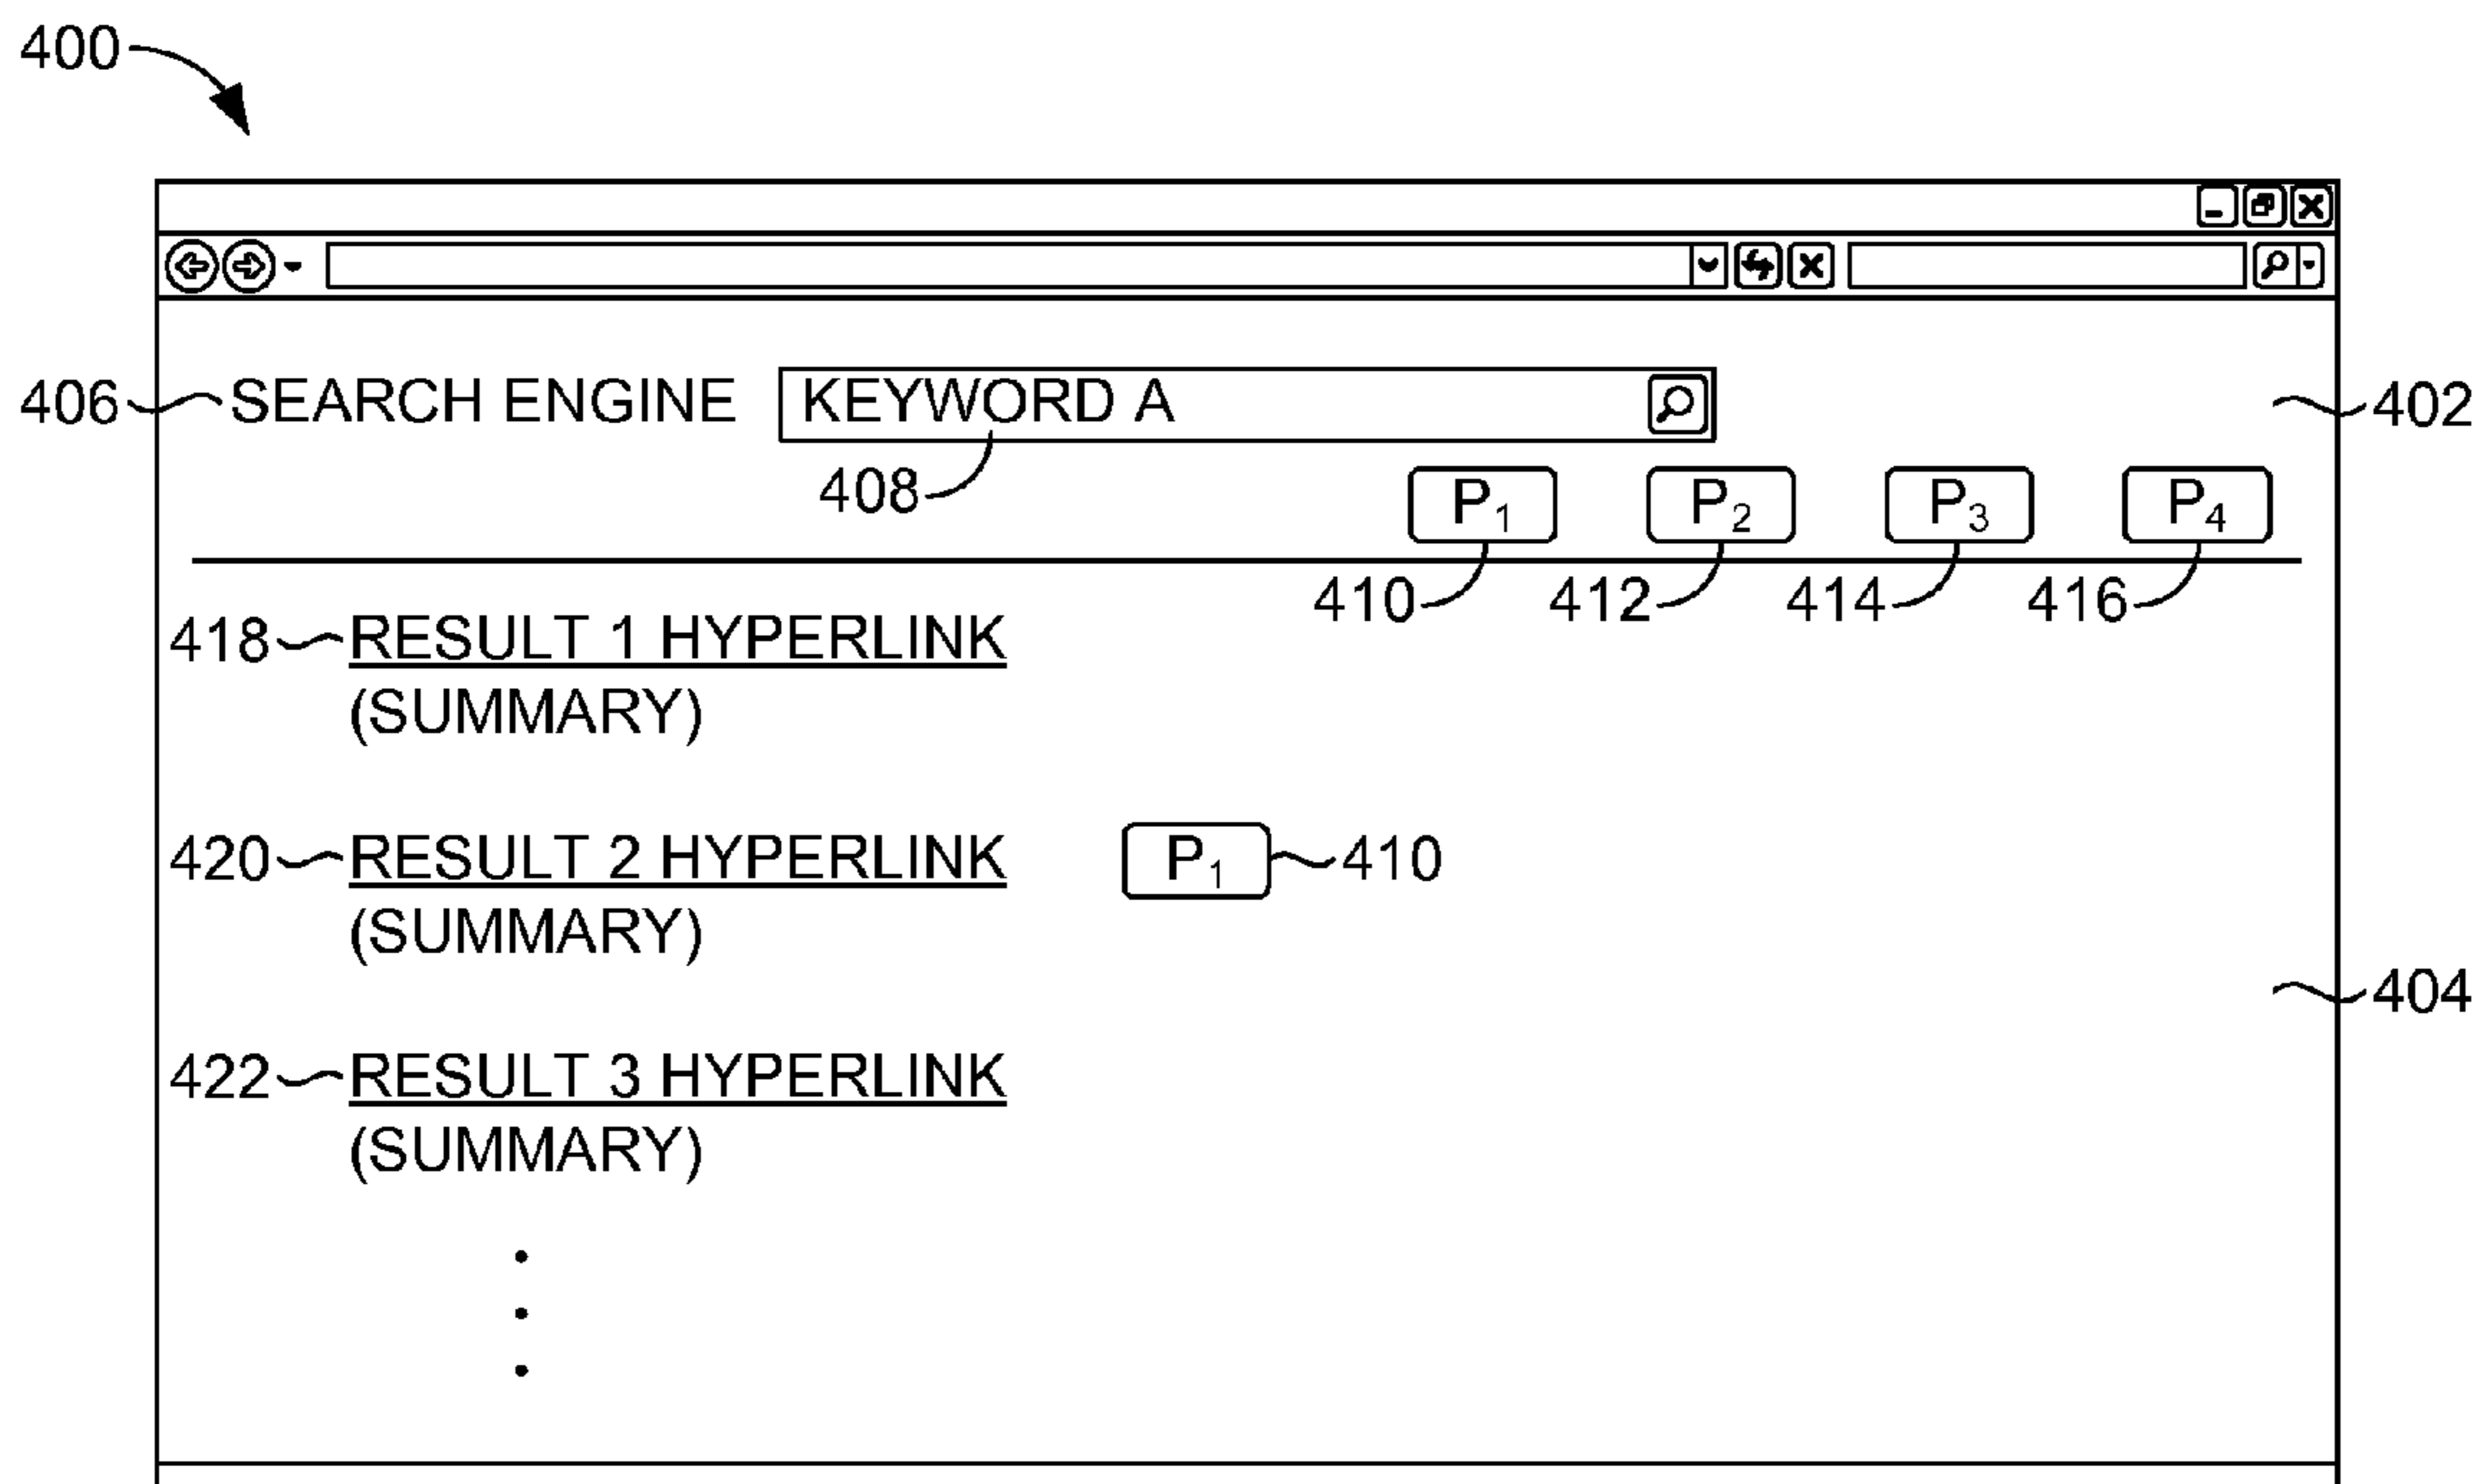 400
406 SEARCH ENGINE KEYWORD A 402
408 P1 P2 P3 P4
410 412 414 416
418 RESULT 1 HYPERLINK
(SUMMARY)
420 RESULT 2 HYPERLINK P1 410
(SUMMARY)
404
422 RESULT 3 HYPERLINK
(SUMMARY)